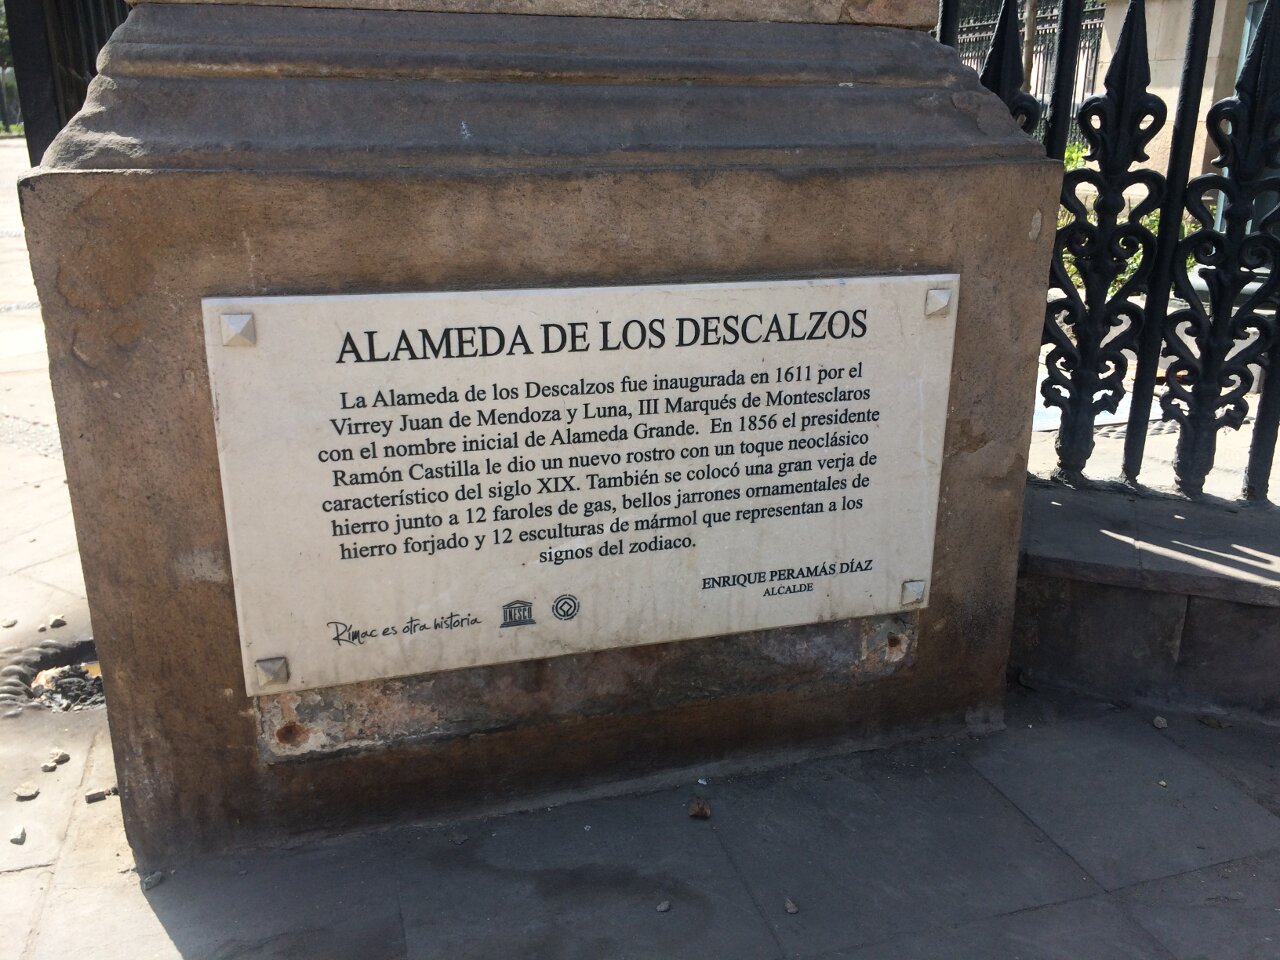 ALAMEDA DE LOS DESCALZOS
La Alameda de los Descalzos fue inaugurada en 1611 por el
Virrey Juan de Mendoza y Luna, III Marqués de Montesclaros
con el nombre inicial de Alameda Grande. En 1856 el presidente
Ramón Castilla le dio un nuevo rostro con un toque neoclásico
característico del siglo XIX. También se colocó una gran verja de
hierro junto a 12 faroles de gas, bellos jarrones ornamentales de
hierro forjado y 12 esculturas de mármol que representan a los
signos del zodiaco.
ENRIQUE PERAMÁS DÍAZ
ALCALDE
Rímac es otra historia
UNESCO